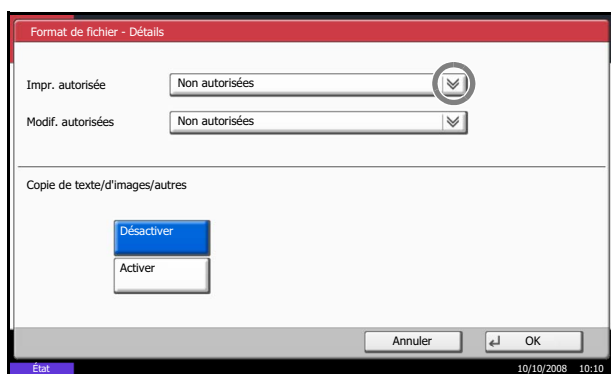 Format de fichier - Détails
Impr. autorisée
Non autorisées
Modif. autorisées
Non autorisées
Copie de texte/d'images/autres
Désactiver
Activer
Annuler
OK
État
10/10/2008 10:10